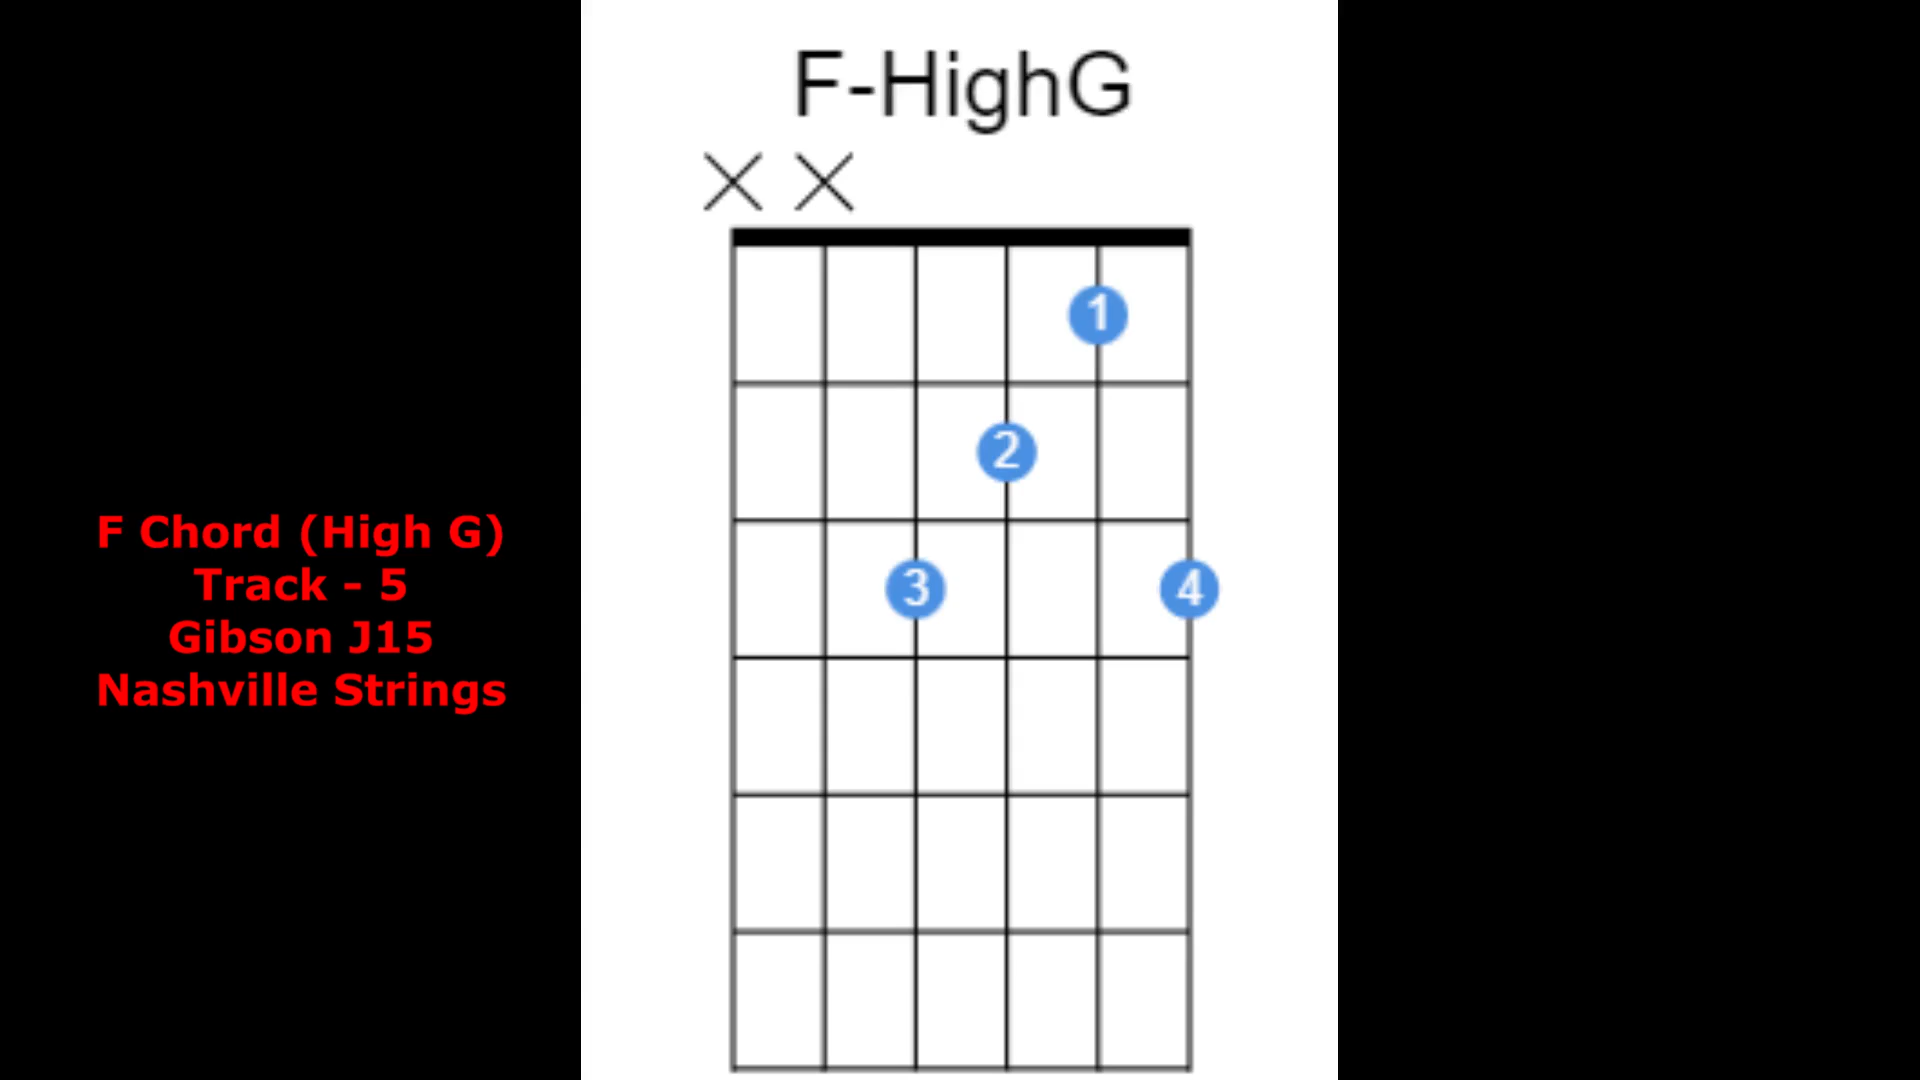 F-HighG
1
2
3
4
F Chord (High G)
Track - 5
Gibson J15
Nashville Strings